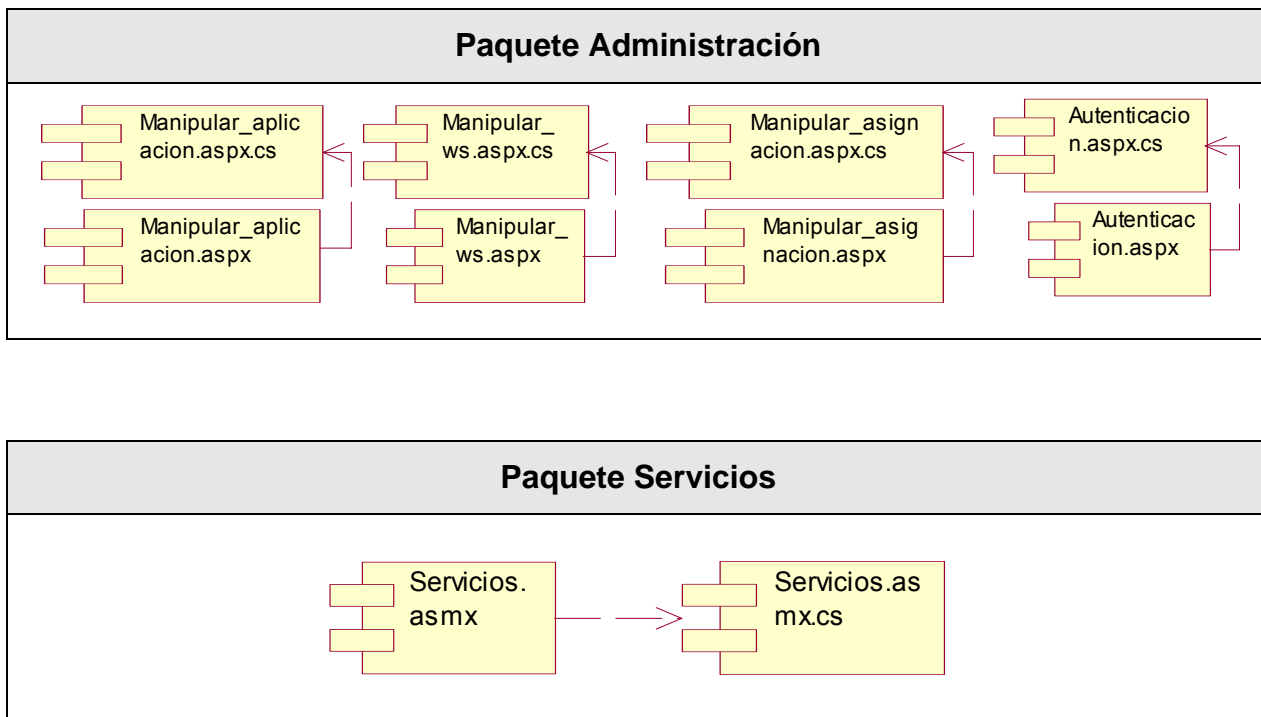 Paquete Administración
Manipular_aplic
acion.aspx.cs
Manipular_
ws.aspx.cs
Manipular_asign
acion.aspx.cs
Autenticacio
n.aspx.cs
Manipular_aplic
acion.aspx
Manipular_
ws.aspx
Manipular_asig
nacion.aspx
Autenticac
ion.aspx
Paquete Servicios
Servicios.
asmx
Servicios.as
mx.cs